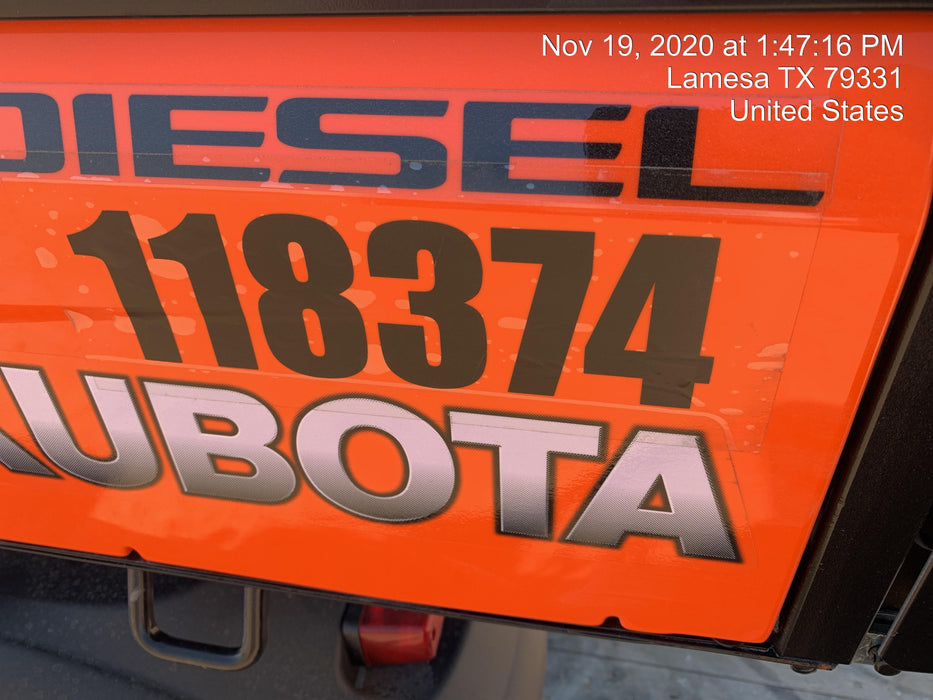 Nov 19, 2020 at 1:47:16 PM
Lamesa TX 79331
United States
DIESEL
118374
KUBOTA